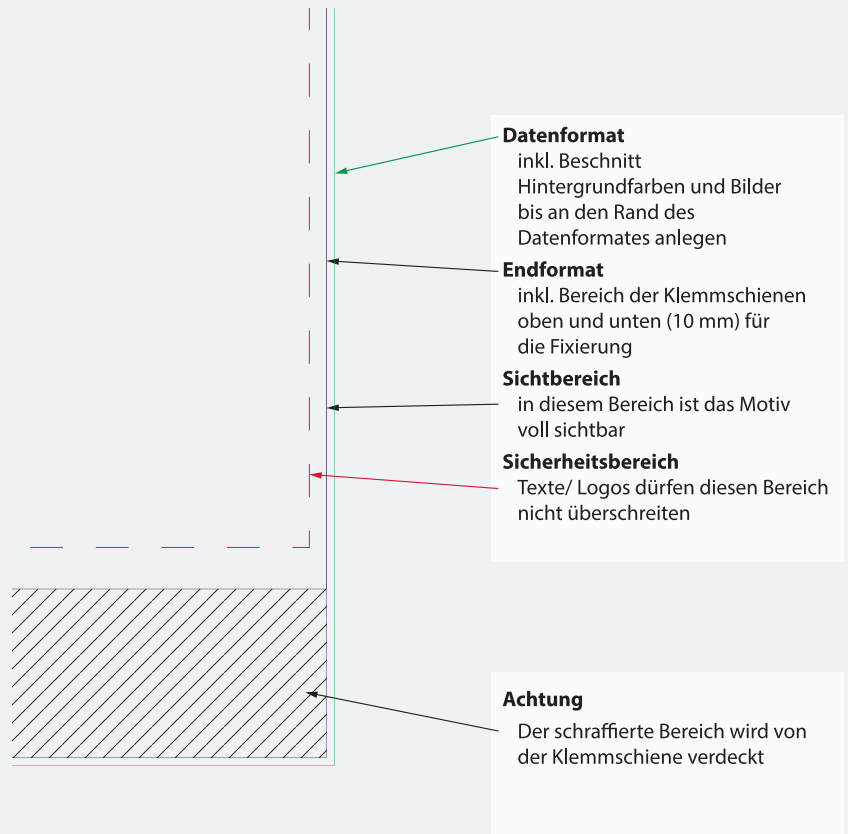 Datenformat
inkl. Beschnitt
Hintergrundfarben und Bilder
bis an den Rand des
Datenformates anlegen
Endformat
inkl. Bereich der Klemmschienen
oben und unten (10 mm) für
die Fixierung
Sichtbereich
in diesem Bereich ist das Motiv
voll sichtbar
Sicherheitsbereich
Texte/ Logos dürfen diesen Bereich
nicht überschreiten
Achtung
Der schraffierte Bereich wird von
der Klemmschiene verdeckt